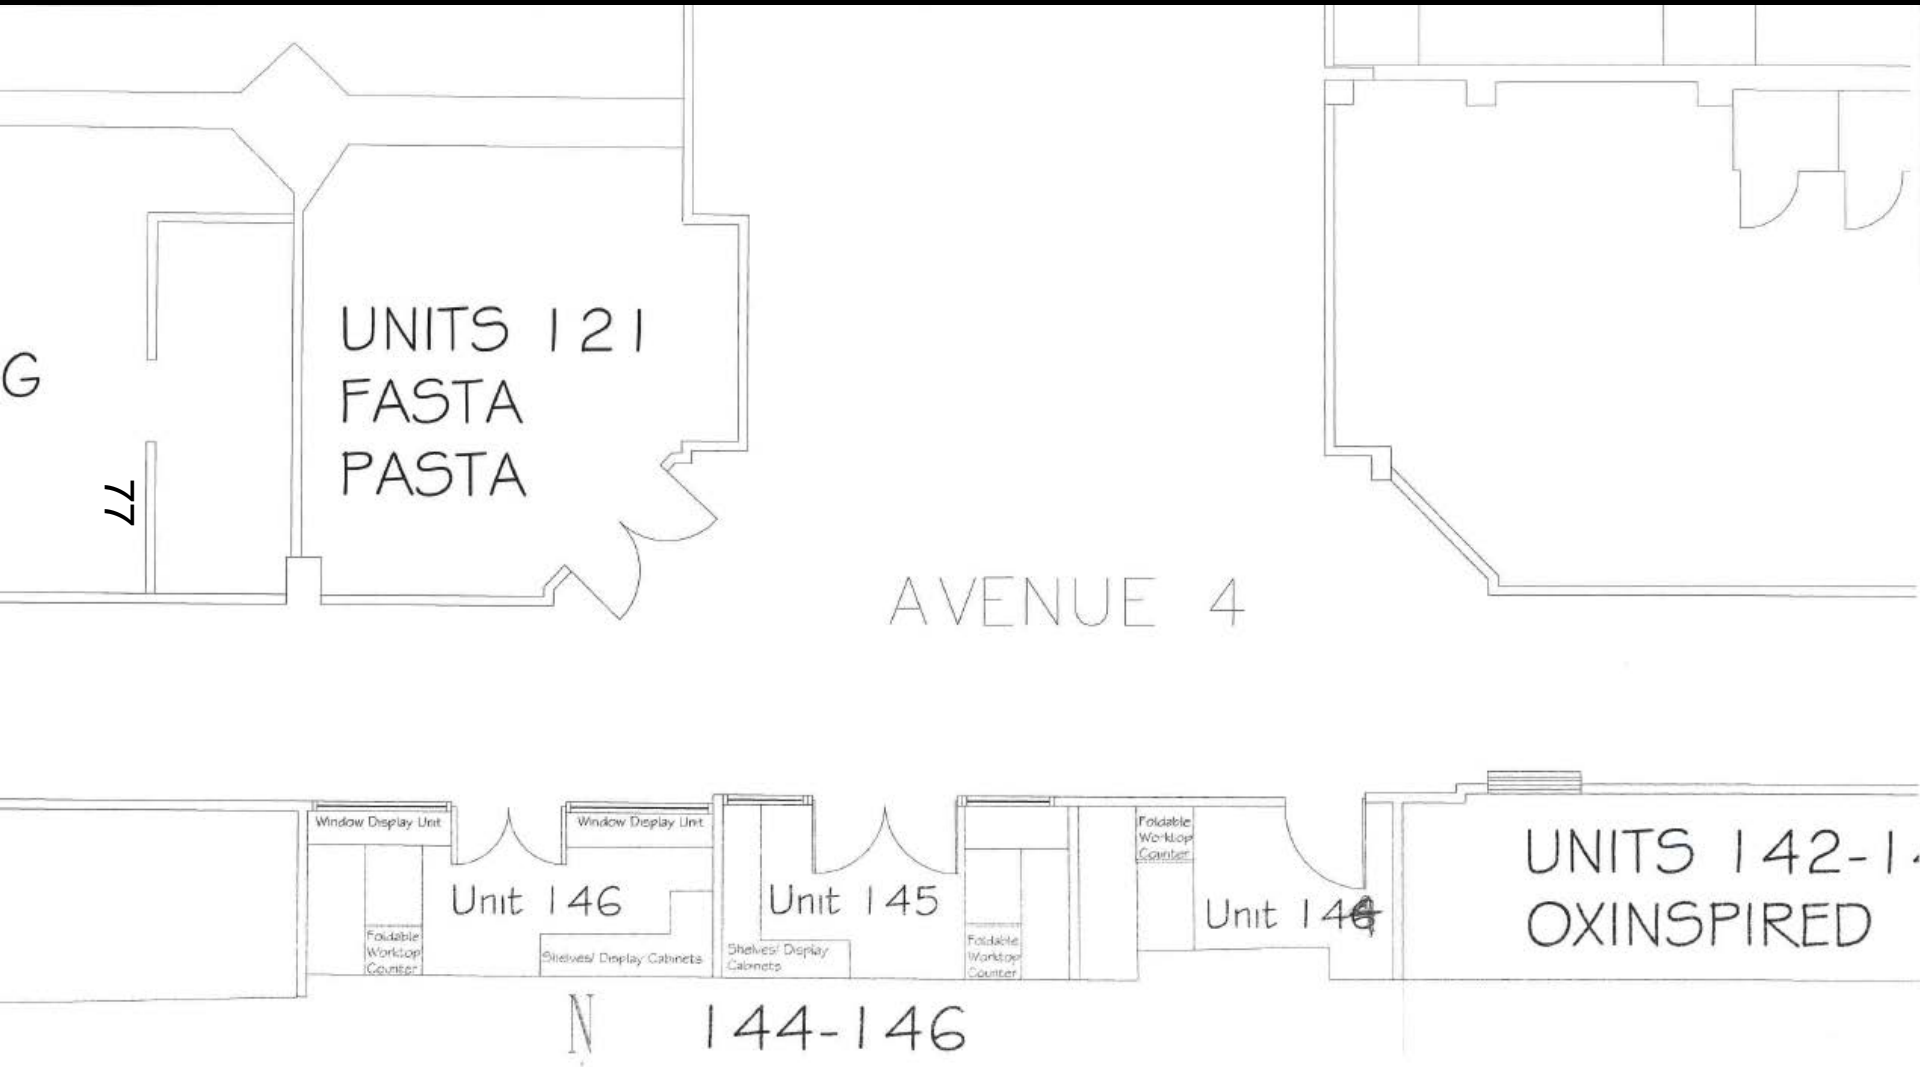 UNITS 121
FASTA
PASTA
G
77
AVENUE 4
Window Display Unit
Window Display Unit
Foldable
Worktop
Counter
Unit 146
Unit 145
Unit 144
UNITS 142-1
OXINSPIRED
Foldable
Worktop
Counter
Shelves/ Display Cabinets
Shelves/ Display
Cabinets
Foldable
Worktop
Counter
N
144-146